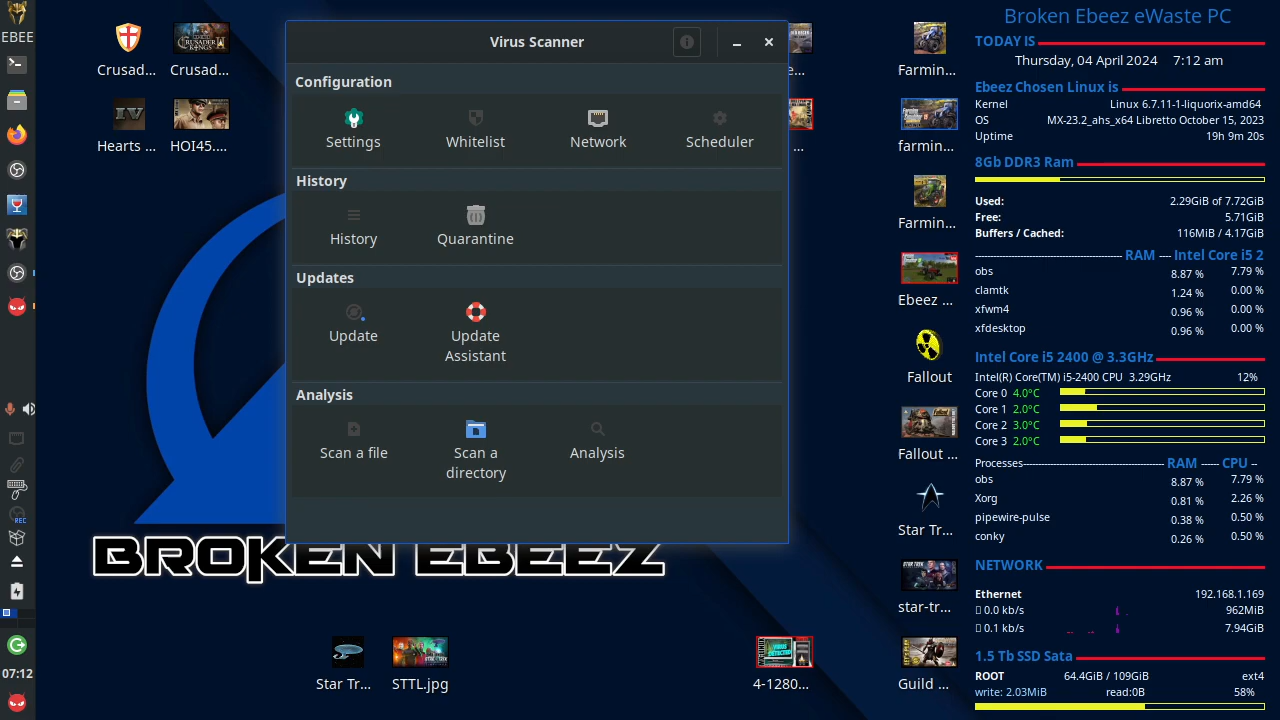 EBEE
07:12
REC
Crusad...
Crusad...
Hearts ...
HOI45....
IV
Virus Scanner
Configuration
Settings
Whitelist
Network
Scheduler
History
History
Quarantine
Updates
Update
Update
Assistant
Analysis
Scan a file
Scan a
directory
Analysis
BROKEN EBEEZ
Star Tr...
STTL.jpg
4-1280...
e...
...
Farmin...
farmin...
Farmin...
Ebeez ...
Fallout
Fallout ...
Star Tr...
star-tr...
Guild ...
Broken Ebeez eWaste PC
TODAY IS
Thursday, 04 April 2024 7:12 am
Ebeez Chosen Linux is
Kernel Linux 6.7.11-1-liquorix-amd64
OS MX-23.2_ahs_x64 Libretto October 15, 2023
Uptime 19h 9m 20s
8Gb DDR3 Ram
Used: 2.29GiB of 7.72GiB
Free: 5.71GiB
Buffers / Cached: 116MiB / 4.17GiB
RAM ---- Intel Core i5 2
obs 8.87 % 7.79 %
clamtk 1.24 % 0.00 %
xfwm4 0.96 % 0.00 %
xfdesktop 0.96 % 0.00 %
Intel Core i5 2400 @ 3.3GHz
Intel(R) Core(TM) i5-2400 CPU 3.29GHz 12%
Core 0 4.0°C
Core 1 2.0°C
Core 2 3.0°C
Core 3 2.0°C
Processes RAM ------ CPU --
obs 8.87 % 7.79 %
Xorg 0.81 % 2.26 %
pipewire-pulse 0.38 % 0.50 %
conky 0.26 % 0.50 %
NETWORK
Ethernet 192.168.1.169
0.0 kb/s 962MiB
0.1 kb/s 7.94GiB
1.5 Tb SSD Sata
ROOT 64.4GiB / 109GiB ext4
write: 2.03MiB read:0B 58%